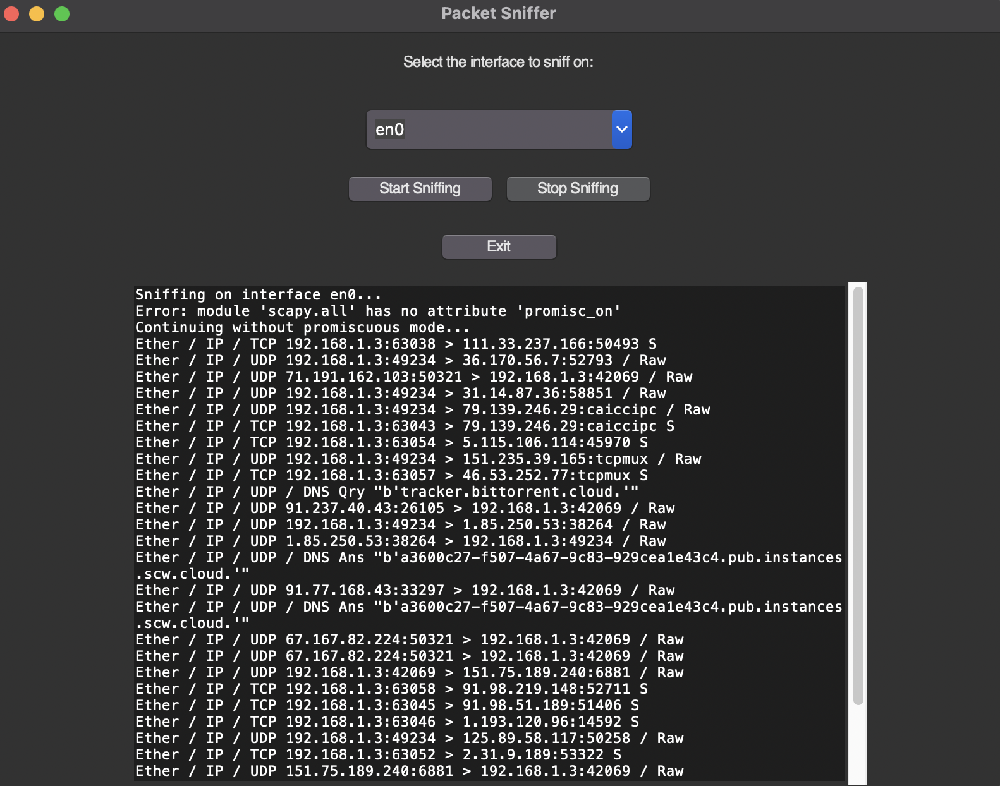 Packet Sniffer
Select the interface to sniff on:
en0
Start Sniffing
Stop Sniffing
Exit
Sniffing on interface en0...
Error: module 'scapy.all' has no attribute 'promisc_on'
Continuing without promiscuous mode...
Ether / IP / TCP 192.168.1.3:63038 > 111.33.237.166:50493 S
Ether / IP / UDP 192.168.1.3:49234 > 36.170.56.7:52793 / Raw
Ether / IP / UDP 71.191.162.103:50321 > 192.168.1.3:42069 / Raw
Ether / IP / UDP 192.168.1.3:49234 > 31.14.87.36:58851 / Raw
Ether / IP / UDP 192.168.1.3:49234 > 79.139.246.29:caiccipc / Raw
Ether / IP / TCP 192.168.1.3:63043 > 79.139.246.29:caiccipc S
Ether / IP / TCP 192.168.1.3:63054 > 5.115.106.114:45970 S
Ether / IP / UDP 192.168.1.3:49234 > 151.235.39.165:tcpmux / Raw
Ether / IP / TCP 192.168.1.3:63057 > 46.53.252.77:tcpmux S
Ether / IP / UDP / DNS Qry "b'tracker.bittorrent.cloud.'"
Ether / IP / UDP 91.237.40.43:26105 > 192.168.1.3:42069 / Raw
Ether / IP / UDP 192.168.1.3:49234 > 1.85.250.53:38264 / Raw
Ether / IP / UDP 1.85.250.53:38264 > 192.168.1.3:49234 / Raw
Ether / IP / UDP / DNS Ans "b'a3600c27-f507-4a67-9c83-929cea1e43c4.pub.instances
.scw.cloud.'"
Ether / IP / UDP 91.77.168.43:33297 > 192.168.1.3:42069 / Raw
Ether / IP / UDP / DNS Ans "b'a3600c27-f507-4a67-9c83-929cea1e43c4.pub.instances
.scw.cloud.'"
Ether / IP / UDP 67.167.82.224:50321 > 192.168.1.3:42069 / Raw
Ether / IP / UDP 67.167.82.224:50321 > 192.168.1.3:42069 / Raw
Ether / IP / UDP 192.168.1.3:42069 > 151.75.189.240:6881 / Raw
Ether / IP / TCP 192.168.1.3:63058 > 91.98.219.148:52711 S
Ether / IP / TCP 192.168.1.3:63045 > 91.98.51.189:51406 S
Ether / IP / TCP 192.168.1.3:63046 > 1.193.120.96:14592 S
Ether / IP / UDP 192.168.1.3:49234 > 125.89.58.117:50258 / Raw
Ether / IP / TCP 192.168.1.3:63052 > 2.31.9.189:53322 S
Ether / IP / UDP 151.75.189.240:6881 > 192.168.1.3:42069 / Raw